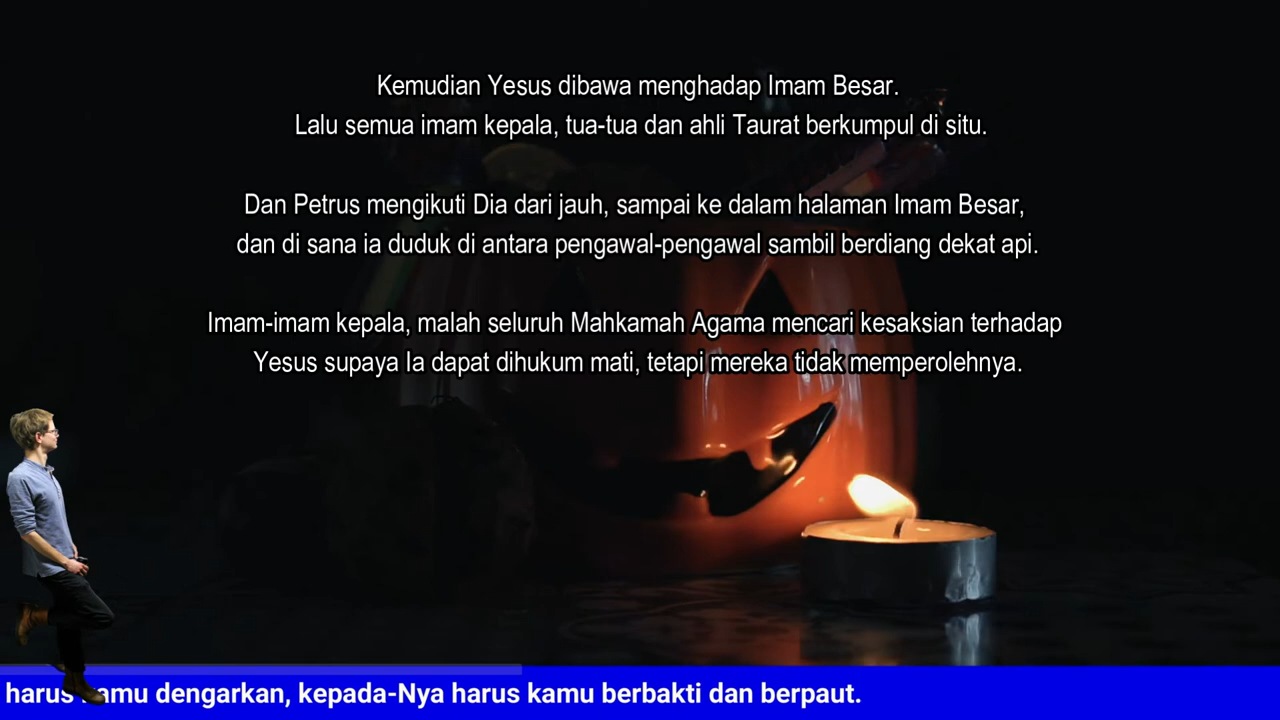 Kemudian Yesus dibawa menghadap Imam Besar.
Lalu semua imam kepala, tua-tua dan ahli Taurat berkumpul di situ.
Dan Petrus mengikuti Dia dari jauh, sampai ke dalam halaman Imam Besar,
dan di sana ia duduk di antara pengawal-pengawal sambil berdiang dekat api.
Imam-imam kepala, malah seluruh Mahkamah Agama mencari kesaksian terhadap
Yesus supaya Ia dapat dihukum mati, tetapi mereka tidak memperolehnya.
harus kamu dengarkan, kepada-Nya harus kamu berbakti dan berpaut.